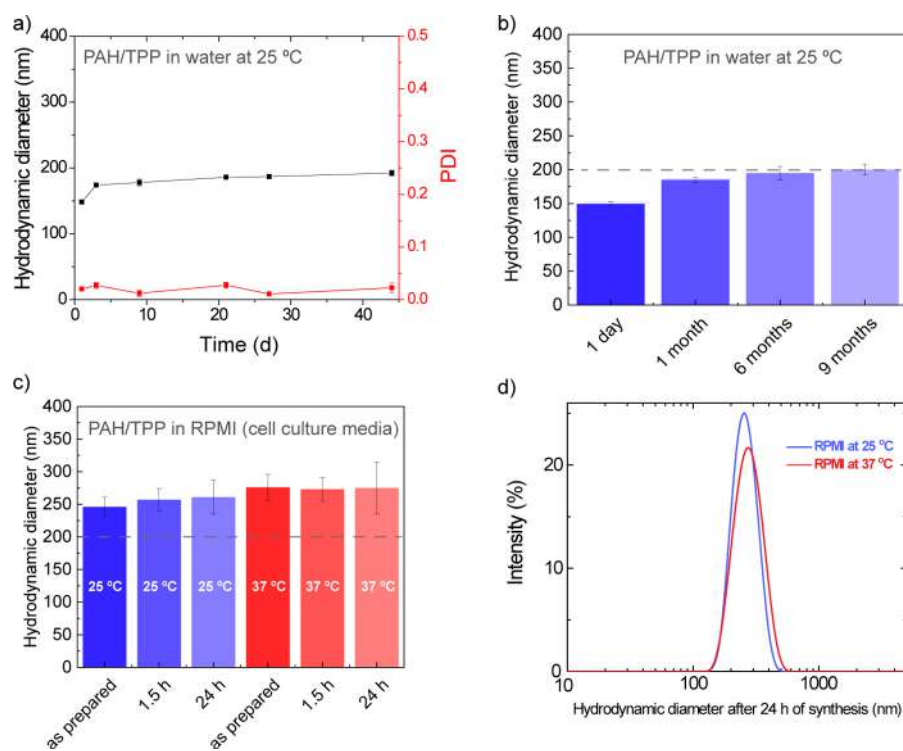 a)
PAH/TPP in water at 25 ºC
Hydrodynamic diameter (nm)
400
300
200
100
0
0.5
0.4
0.3
0.2
0.1
0.0
PDI
0
10
20
30
40
Time (d)
b)
PAH/TPP in water at 25 ºC
Hydrodynamic diameter (nm)
400
350
300
250
200
150
100
50
0
1 day
1 month
6 months
9 months
c)
PAH/TPP in RPMI (cell culture media)
Hydrodynamic diameter (nm)
400
350
300
250
200
150
100
50
0
25 ºC
25 ºC
25 ºC
37 ºC
37 ºC
37 ºC
as prepared
1.5 h
24 h
as prepared
1.5 h
24 h
d)
RPMI at 25 ºC
RPMI at 37 ºC
Intensity (%)
20
10
0
10
100
1000
Hydrodynamic diameter after 24 h of synthesis (nm)